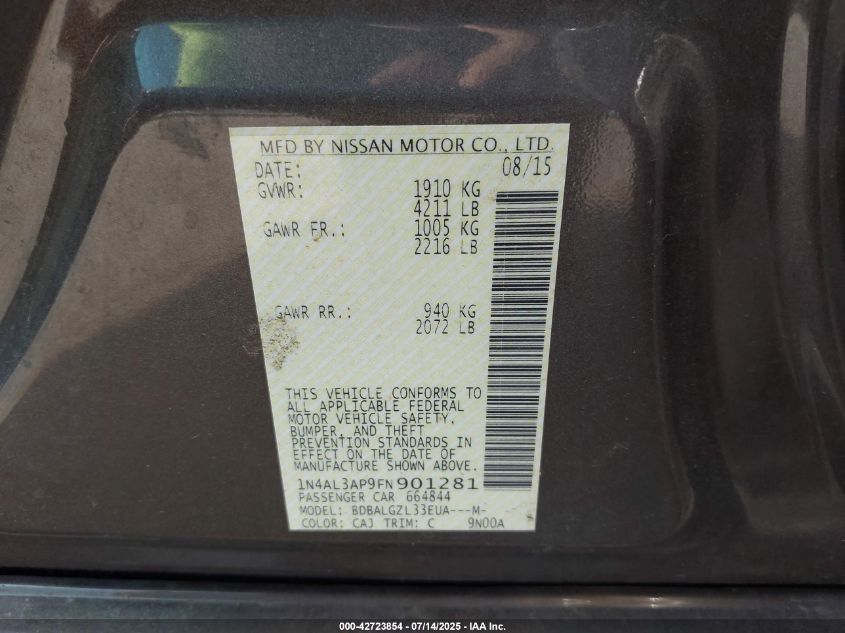 MFD BY NISSAN MOTOR CO., LTD.
DATE: 08/15
GVWR: 1910 KG
4211 LB
GAWR FR.: 1005 KG
2216 LB
GAWR RR.: 940 KG
2072 LB
THIS VEHICLE CONFORMS TO
ALL APPLICABLE FEDERAL
MOTOR VEHICLE SAFETY,
BUMPER, AND THEFT
PREVENTION STANDARDS IN
EFFECT ON THE DATE OF
MANUFACTURE SHOWN ABOVE.
1N4AL3AP9FN901281
PASSENGER CAR 664844
MODEL: BDBALGZL33EUA---M-
COLOR: CAJ TRIM: C 9N00A
000-42723854 / 07/14/2025 - IAA Inc.